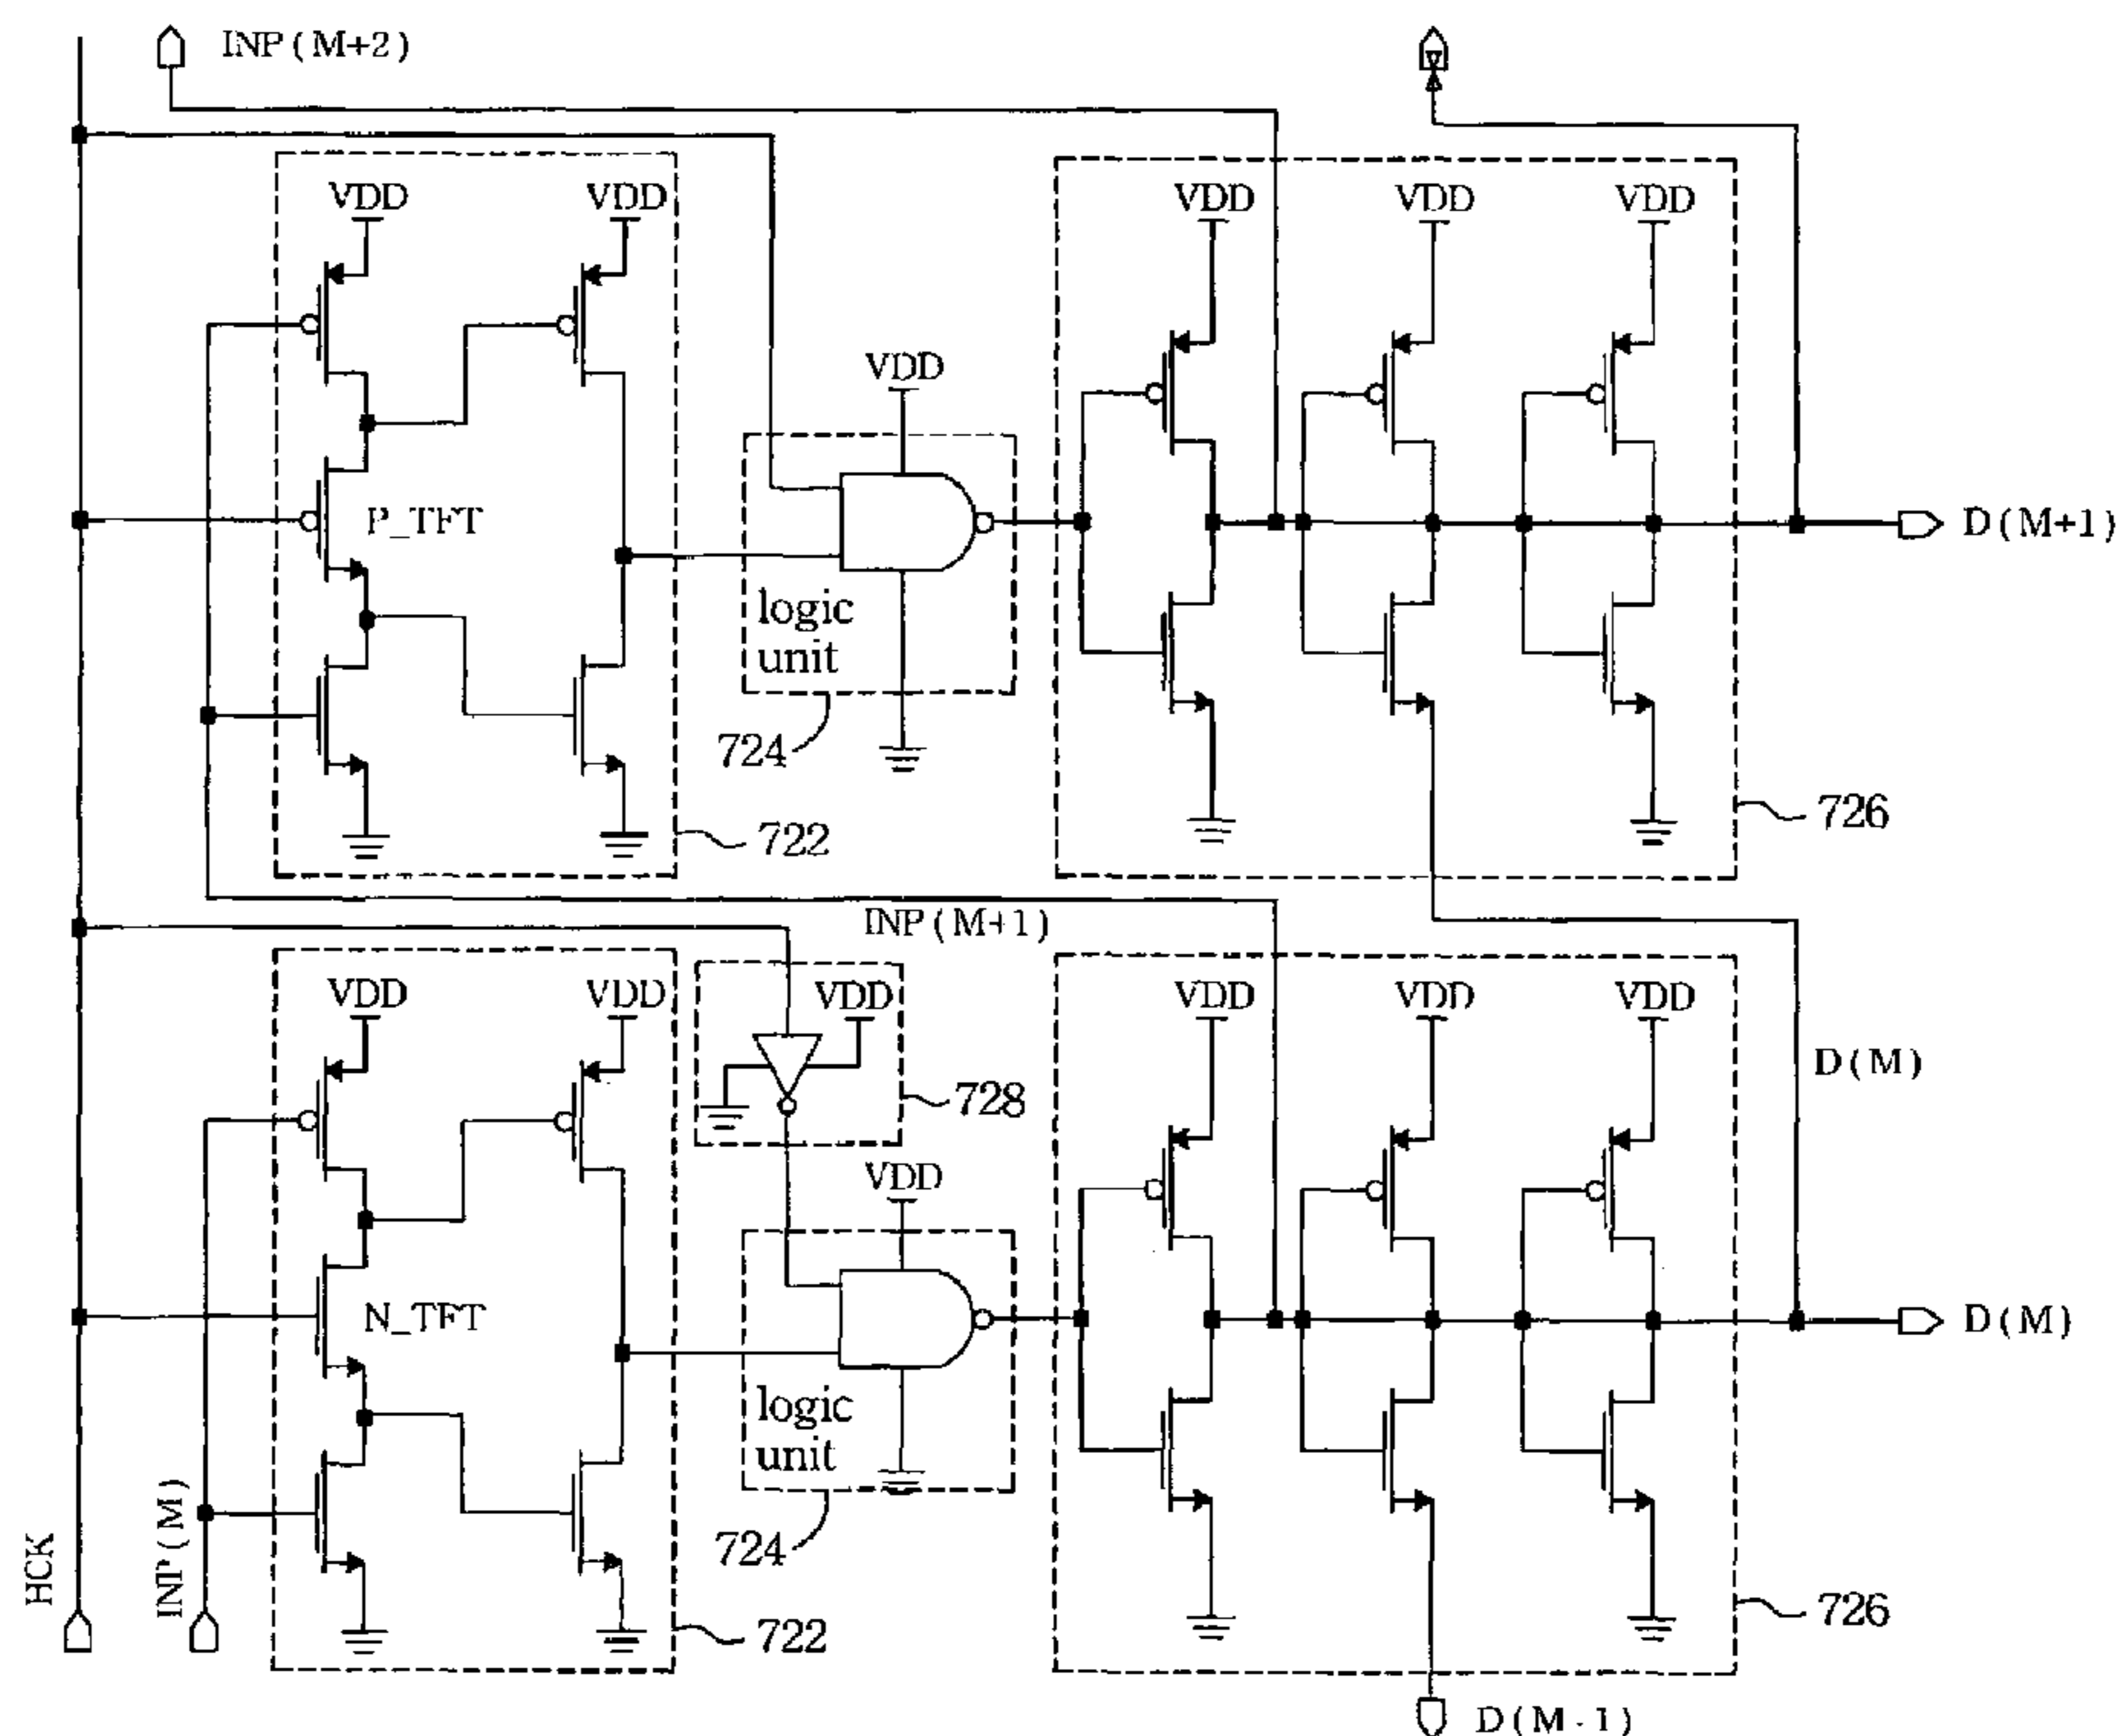 INP(M+2)
VDD
VDD
VDD
VDD
VDD
VDD
P_TFT
D(M+1)
logic
unit
724
726
722
INP(M+1)
VDD
VDD
VDD
VDD
VDD
VDD
D(M)
728
VDD
N_TFT
D(M)
logic
unit
724
HCK
INP(M)
722
726
D(M-1)